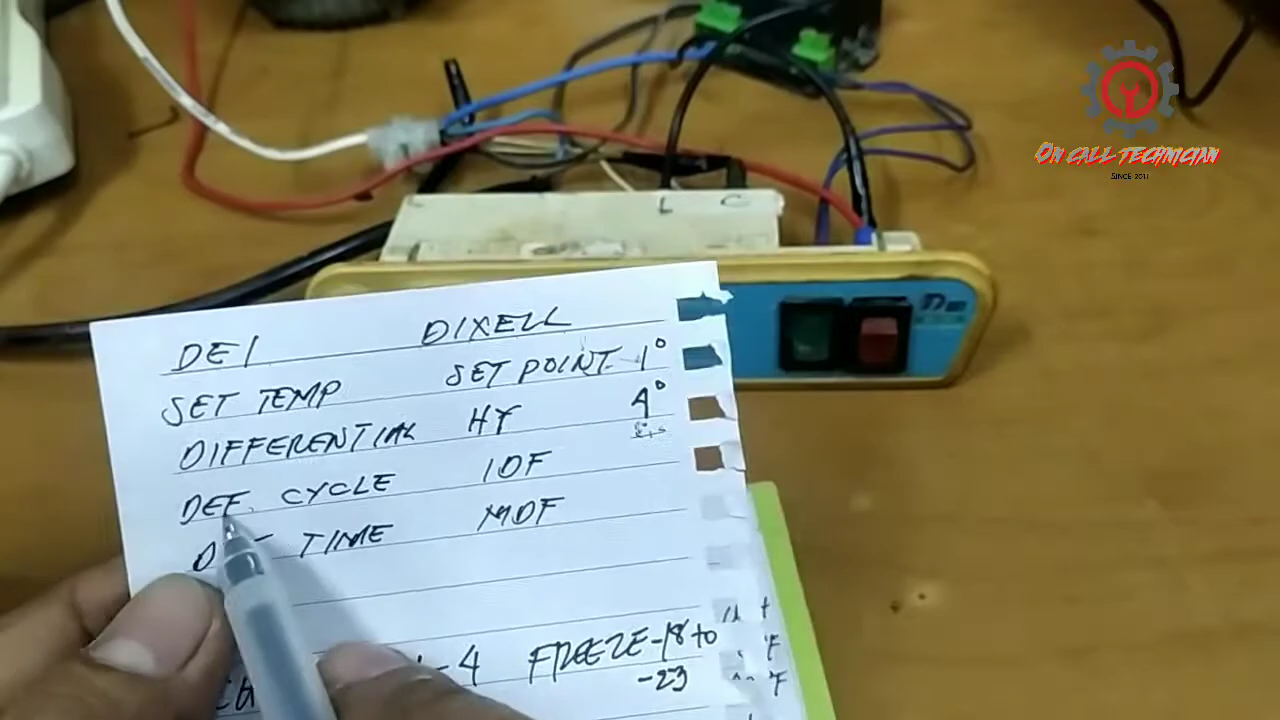 ON CALL TECHNICIAN
SINCE 2011
L C
DEI DIXELL
SET TEMP SET POINT 1°
DIFFERENTIAL HY 4°
DEF. CYCLE IDF
TIME MDF
-4 FREEZE -18 to
-23